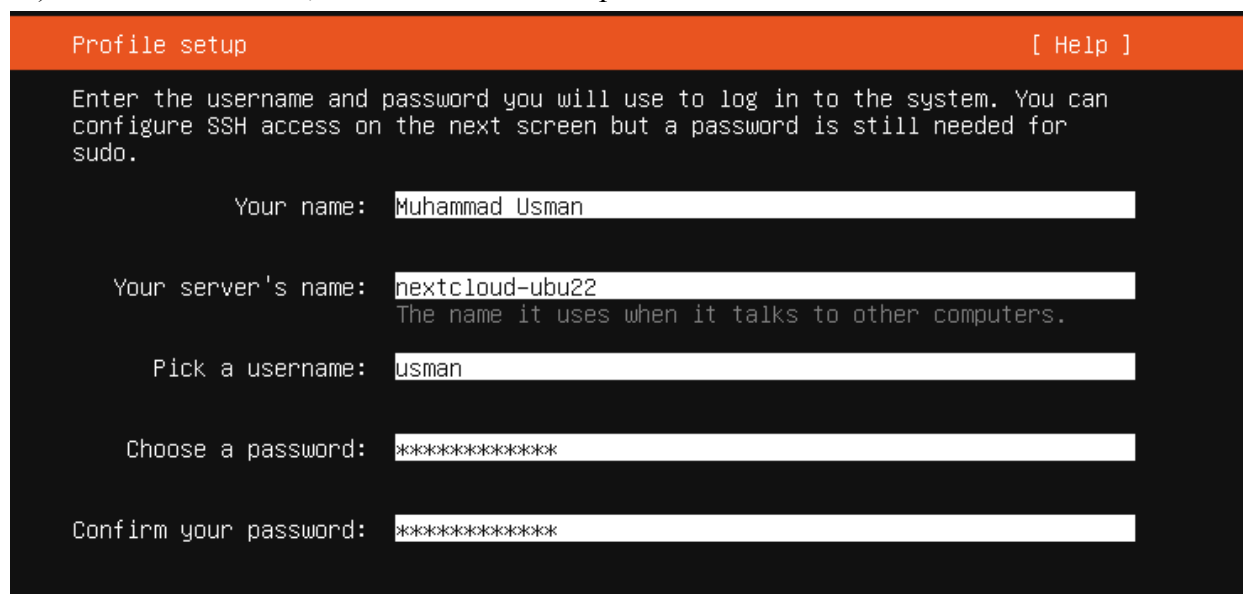 Profile setup [ Help ]
Enter the username and password you will use to log in to the system. You can
configure SSH access on the next screen but a password is still needed for
sudo.
Your name: Muhammad Usman
Your server's name: nextcloud-ubu22
The name it uses when it talks to other computers.
Pick a username: usman
Choose a password: ************
Confirm your password: ************